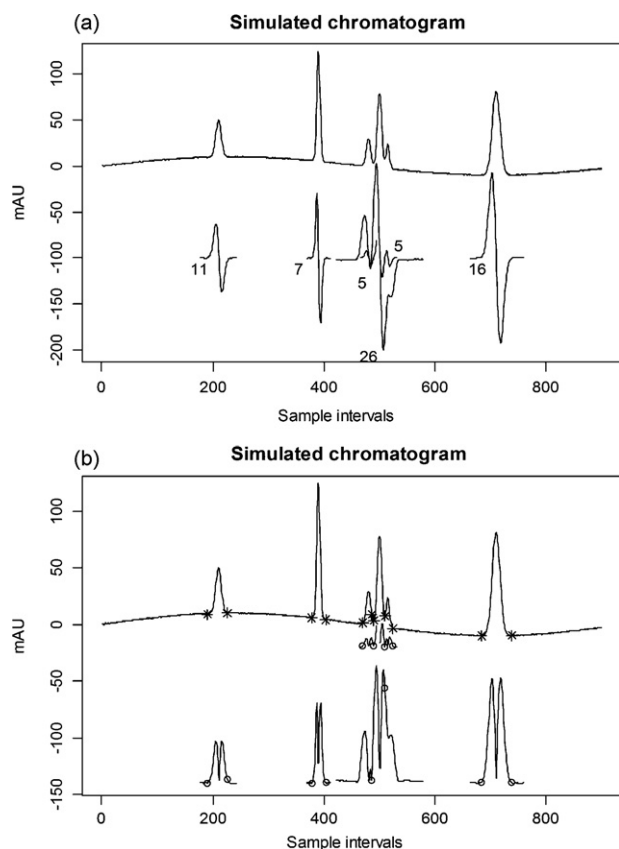 (a) Simulated chromatogram
100
50
0
-50
-100
-150
-200
mAU
11
7
5
5
26
16
0 200 400 600 800
Sample intervals
(b) Simulated chromatogram
100
50
0
-50
-100
-150
mAU
0 200 400 600 800
Sample intervals